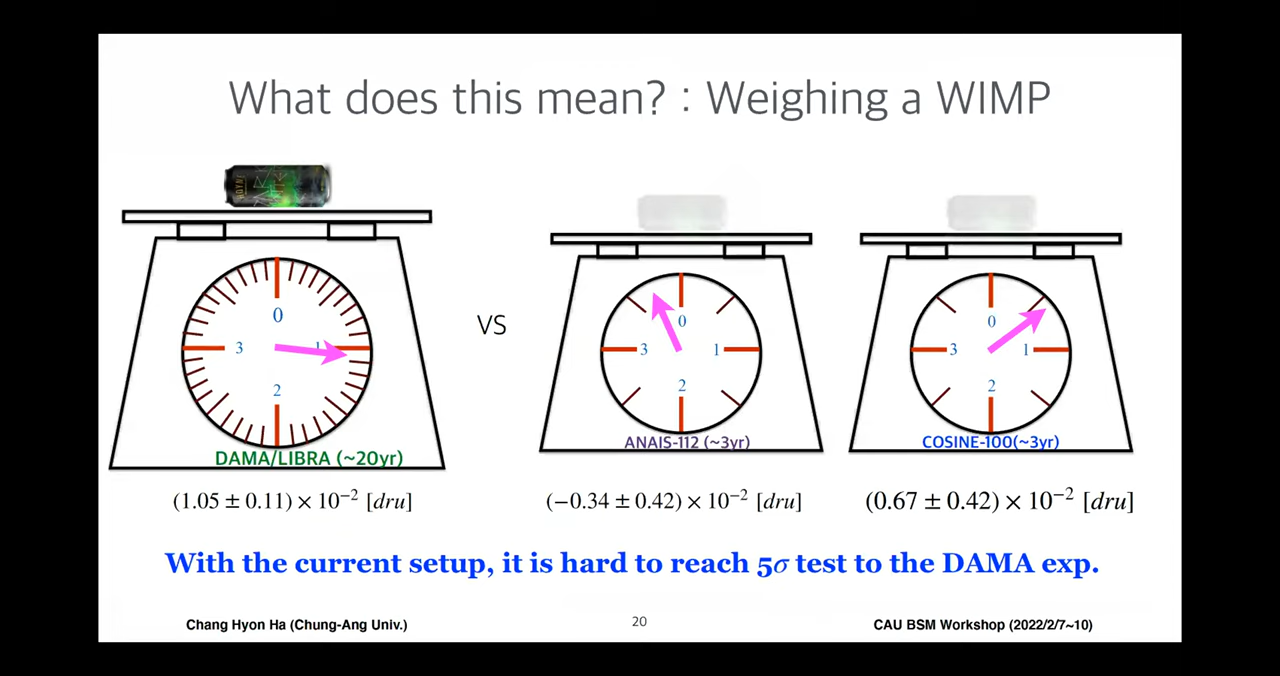 What does this mean? : Weighing a WIMP
0
3
1
2
DAMA/LIBRA (~20yr)
(1.05 ± 0.11) × 10⁻² [dru]
VS
0
3
1
2
ANAIS-112 (~3yr)
(−0.34 ± 0.42) × 10⁻² [dru]
0
3
1
2
COSINE-100(~3yr)
(0.67 ± 0.42) × 10⁻² [dru]
With the current setup, it is hard to reach 5σ test to the DAMA exp.
Chang Hyon Ha (Chung-Ang Univ.)
20
CAU BSM Workshop (2022/2/7~10)